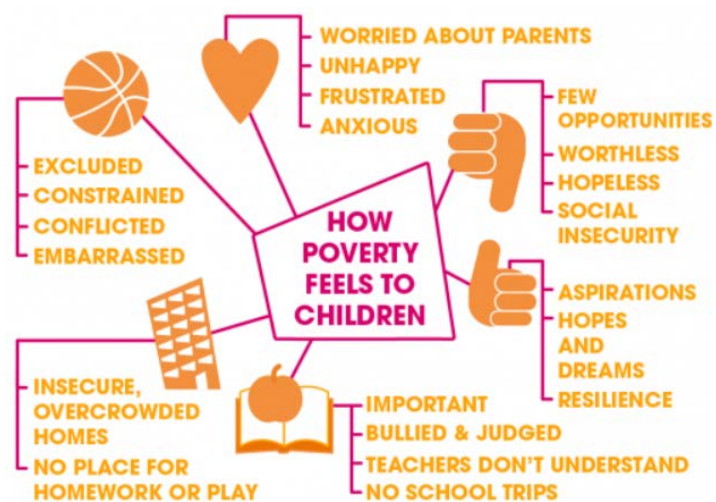 HOW
POVERTY
FEELS TO
CHILDREN
WORRIED ABOUT PARENTS
UNHAPPY
FRUSTRATED
ANXIOUS
FEW
OPPORTUNITIES
WORTHLESS
HOPELESS
SOCIAL
INSECURITY
ASPIRATIONS
HOPES
AND
DREAMS
RESILIENCE
IMPORTANT
BULLIED & JUDGED
TEACHERS DON'T UNDERSTAND
NO SCHOOL TRIPS
INSECURE,
OVERCROWDED
HOMES
NO PLACE FOR
HOMEWORK OR PLAY
EXCLUDED
CONSTRAINED
CONFLICTED
EMBARRASSED